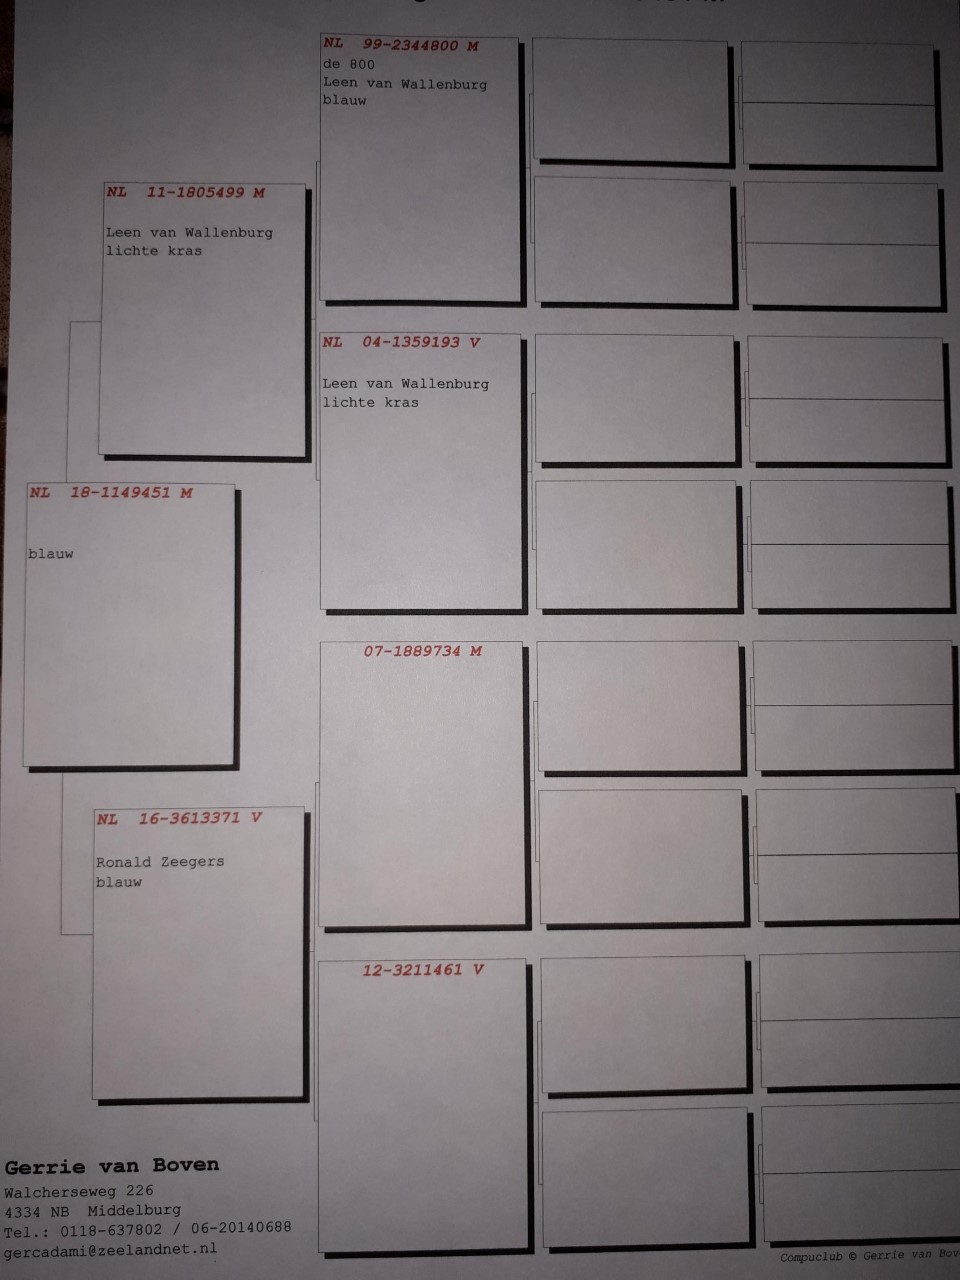 NL 99-2344800 M
de 800
Leen van Wallenburg
blauw
NL 11-1805499 M
Leen van Wallenburg
lichte kras
NL 04-1359193 V
Leen van Wallenburg
lichte kras
NL 18-1149451 M
blauw
07-1889734 M
NL 16-3613371 V
Ronald Zeegers
blauw
12-3211461 V
Gerrie van Boven
Walcherseweg 226
4334 NB Middelburg
Tel.: 0118-637802 / 06-20140688
gercadami@zeelandnet.nl
Compuclub © Gerrie van Bov